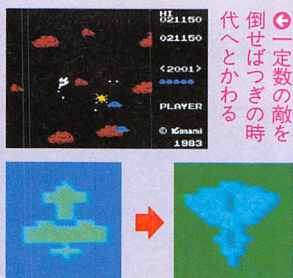 一定数の敵を
倒せばつぎの時
代へとかわる
HI
021150
021150
<2001>
PLAYER
© Konami
1983